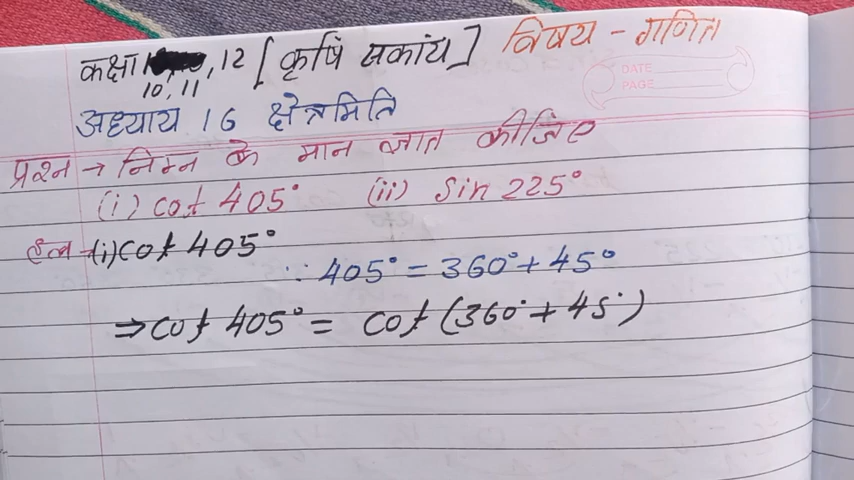 कक्षा 10, 11, 12 [कृषि सकांय] विषय - गणित
DATE
PAGE
अध्याय 16 क्षेत्रमिति
प्रश्न → निम्न के मान ज्ञात कीजिए
(i) cot 405° (ii) Sin 225°
हल - (i) cot 405°
∵ 405° = 360° + 45°
⇒ cot 405° = cot (360° + 45°)